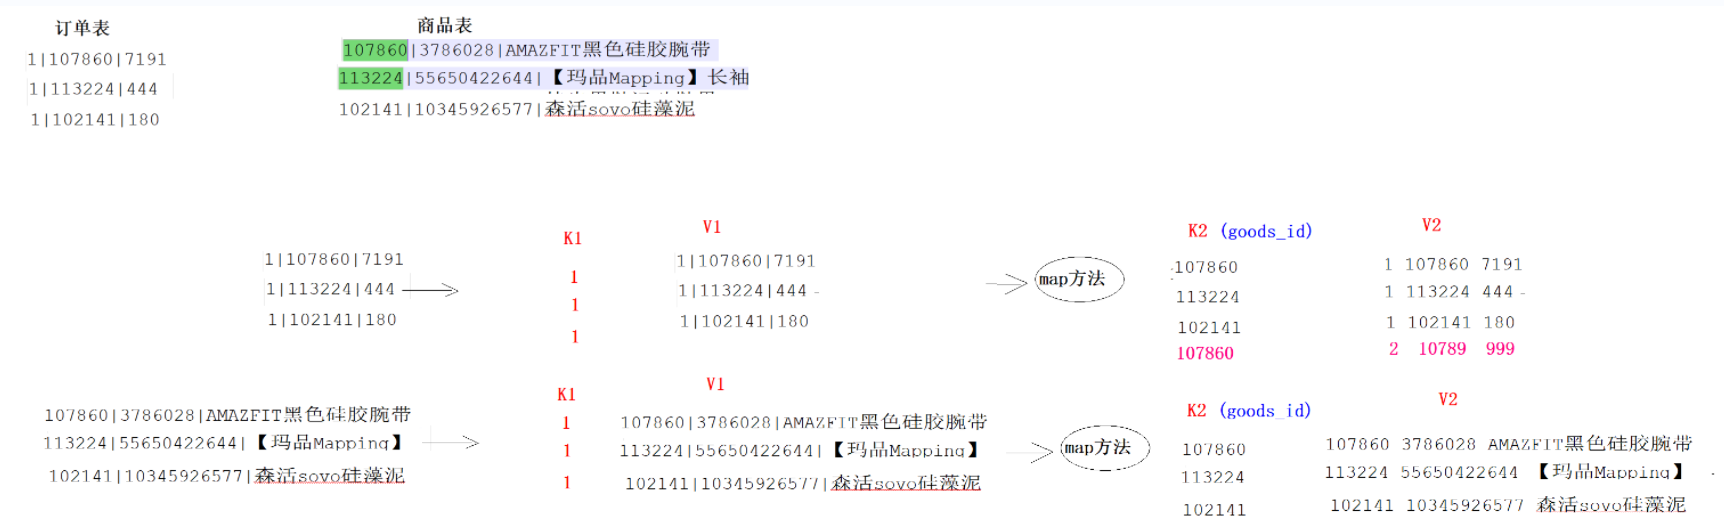 订单表
1|107860|7191
1|113224|444
1|102141|180
商品表
107860|3786028|AMAZFIT黑色硅胶腕带
113224|55650422644|【玛品Mapping】长袖
102141|10345926577|森活sovo硅藻泥
1|107860|7191
1|113224|444
1|102141|180
K1
1
1
1
V1
1|107860|7191
1|113224|444
1|102141|180
map方法
K2 (goods_id)
107860
113224
102141
107860
V2
1 107860 7191
1 113224 444
1 102141 180
2 10789 999
107860|3786028|AMAZFIT黑色硅胶腕带
113224|55650422644|【玛品Mapping】
102141|10345926577|森活sovo硅藻泥
K1
1
1
1
V1
107860|3786028|AMAZFIT黑色硅胶腕带
113224|55650422644|【玛品Mapping】
102141|10345926577|森活sovo硅藻泥
map方法
K2 (goods_id)
107860
113224
102141
V2
107860 3786028 AMAZFIT黑色硅胶腕带
113224 55650422644 【玛品Mapping】
102141 10345926577 森活sovo硅藻泥